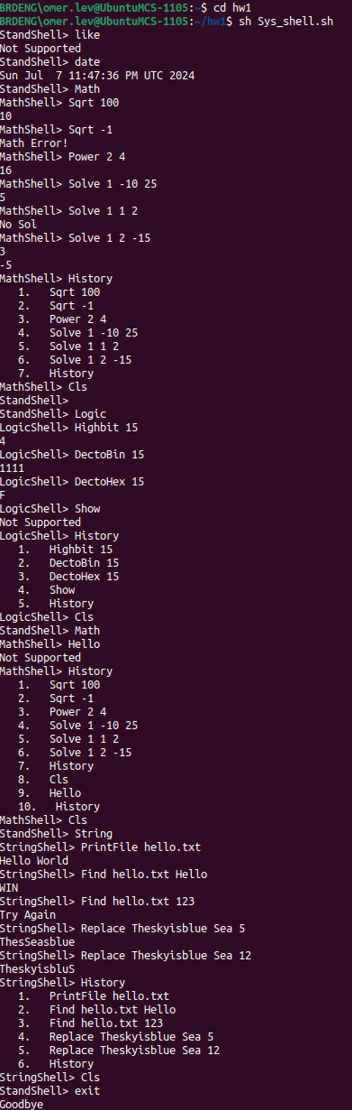 BRDENG\omer.lev@UbuntuMCS-1105:~$ cd hw1
BRDENG\omer.lev@UbuntuMCS-1105:~/hw1$ sh Sys_shell.sh
StandShell> like
Not Supported
StandShell> date
Sun Jul  7 11:47:36 PM UTC 2024
StandShell> Math
MathShell> Sqrt 100
10
MathShell> Sqrt -1
Math Error!
MathShell> Power 2 4
16
MathShell> Solve 1 -10 25
5
MathShell> Solve 1 1 2
No Sol
MathShell> Solve 1 2 -15
3
-5
MathShell> History
1.   Sqrt 100
2.   Sqrt -1
3.   Power 2 4
4.   Solve 1 -10 25
5.   Solve 1 1 2
6.   Solve 1 2 -15
7.   History
MathShell> Cls
StandShell>
StandShell> Logic
LogicShell> Highbit 15
4
LogicShell> DectoBin 15
1111
LogicShell> DectoHex 15
F
LogicShell> Show
Not Supported
LogicShell> History
1.   Highbit 15
2.   DectoBin 15
3.   DectoHex 15
4.   Show
5.   History
LogicShell> Cls
StandShell> Math
MathShell> Hello
Not Supported
MathShell> History
1.   Sqrt 100
2.   Sqrt -1
3.   Power 2 4
4.   Solve 1 -10 25
5.   Solve 1 1 2
6.   Solve 1 2 -15
7.   History
8.   Cls
9.   Hello
10.   History
MathShell> Cls
StandShell> String
StringShell> PrintFile hello.txt
Hello World
StringShell> Find hello.txt Hello
WIN
StringShell> Find hello.txt 123
Try Again
StringShell> Replace Theskyisblue Sea 5
ThesSeasblue
StringShell> Replace Theskyisblue Sea 12
TheskyisbluS
StringShell> History
1.   PrintFile hello.txt
2.   Find hello.txt Hello
3.   Find hello.txt 123
4.   Replace Theskyisblue Sea 5
5.   Replace Theskyisblue Sea 12
6.   History
StringShell> Cls
StandShell> exit
Goodbye